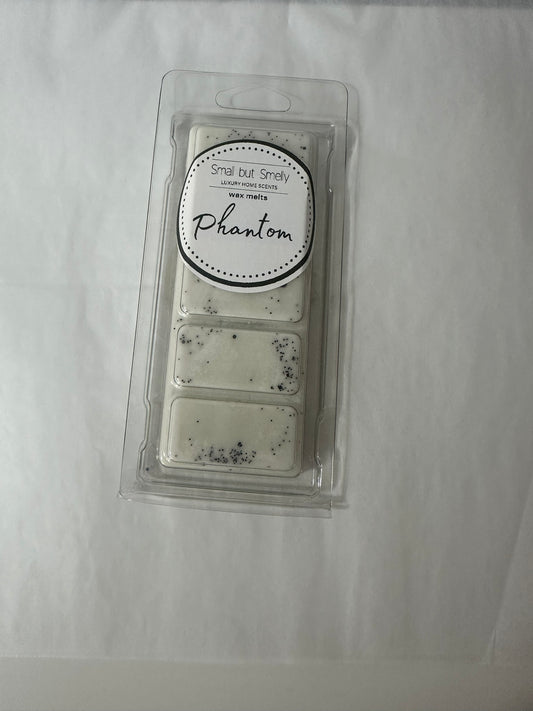 Small but Smelly
LUXURY HOME SCENTS
wax melts
Phantom